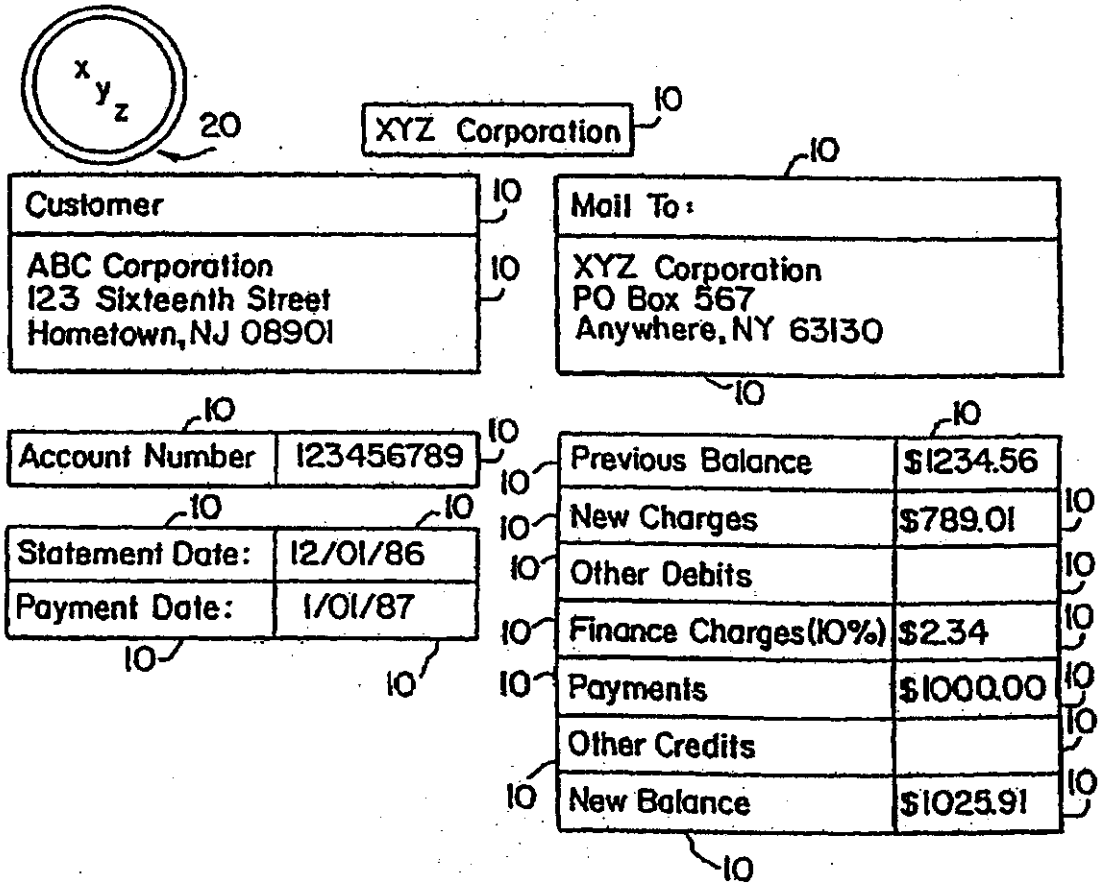 x
y
z
20
XYZ Corporation 10
Customer 10
ABC Corporation 10
123 Sixteenth Street
Hometown, NJ 08901
10
Mail To:
XYZ Corporation
PO Box 567
Anywhere, NY 63130
10
10
Account Number 123456789 10
10 10
Statement Date: 12/01/86
Payment Date: 1/01/87
10 10
10
10 Previous Balance $1234.56
10 New Charges $789.01 10
10 Other Debits 10
10 Finance Charges(10%) $2.34 10
10 Payments $1000.00 10
Other Credits 10
10 New Balance $1025.91 10
10